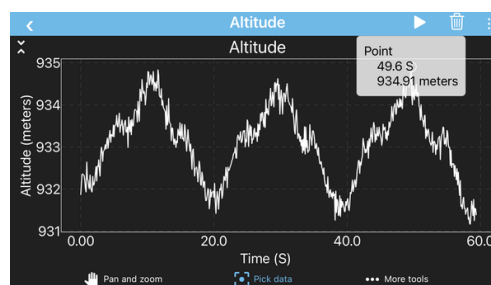 Altitude
Altitude
Point
49.6 S
934.91 meters
935
934
933
932
931
Altitude (meters)
0.00 20.0 40.0 60.0
Time (S)
Pan and zoom Pick data More tools